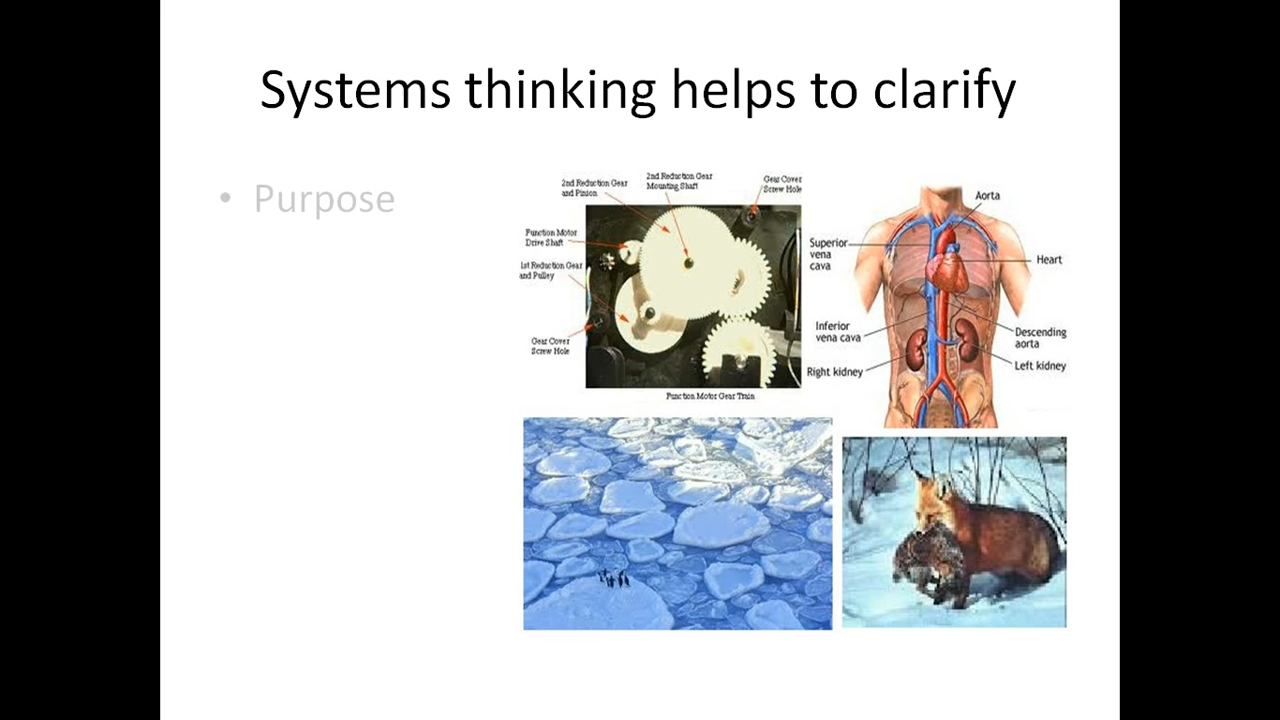 Systems thinking helps to clarify
• Purpose
2nd Reduction Gear
and Pinion
2nd Reduction Gear
Mounting Shaft
Gear Cover
Screw Hole
Function Motor
Drive Shaft
1st Reduction Gear
and Pulley
Gear Cover
Screw Hole
Function Motor Gear Train
Aorta
Superior
vena
cava
Heart
Inferior
vena cava
Descending
aorta
Right kidney
Left kidney